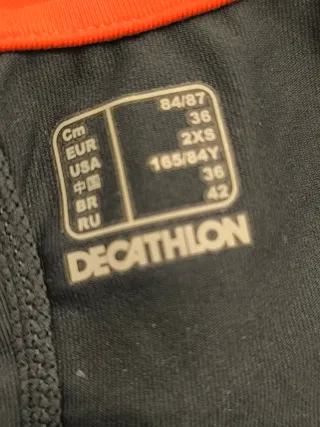 Cm 84/87
EUR 36
USA 2XS
中国 165/84Y
BR 36
RU 42
DECATHLON